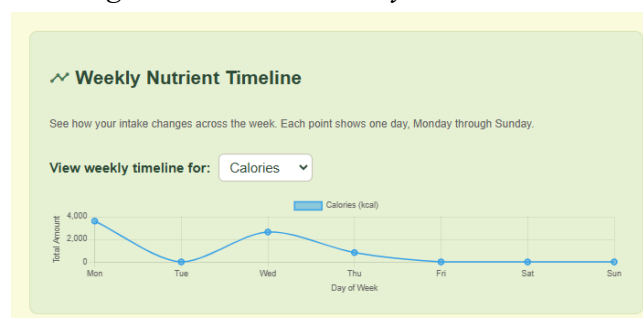 Weekly Nutrient Timeline
See how your intake changes across the week. Each point shows one day, Monday through Sunday.
View weekly timeline for: Calories
Calories (kcal)
Total Amount
4,000
2,000
0
Mon Tue Wed Thu Fri Sat Sun
Day of Week